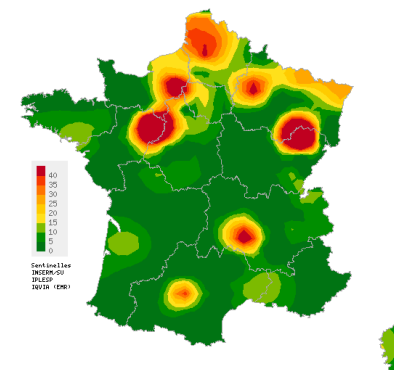 40
35
30
25
20
15
10
5
0
Sentinelles
INSERM/SU
IPLESP
IQVIA (EMR)